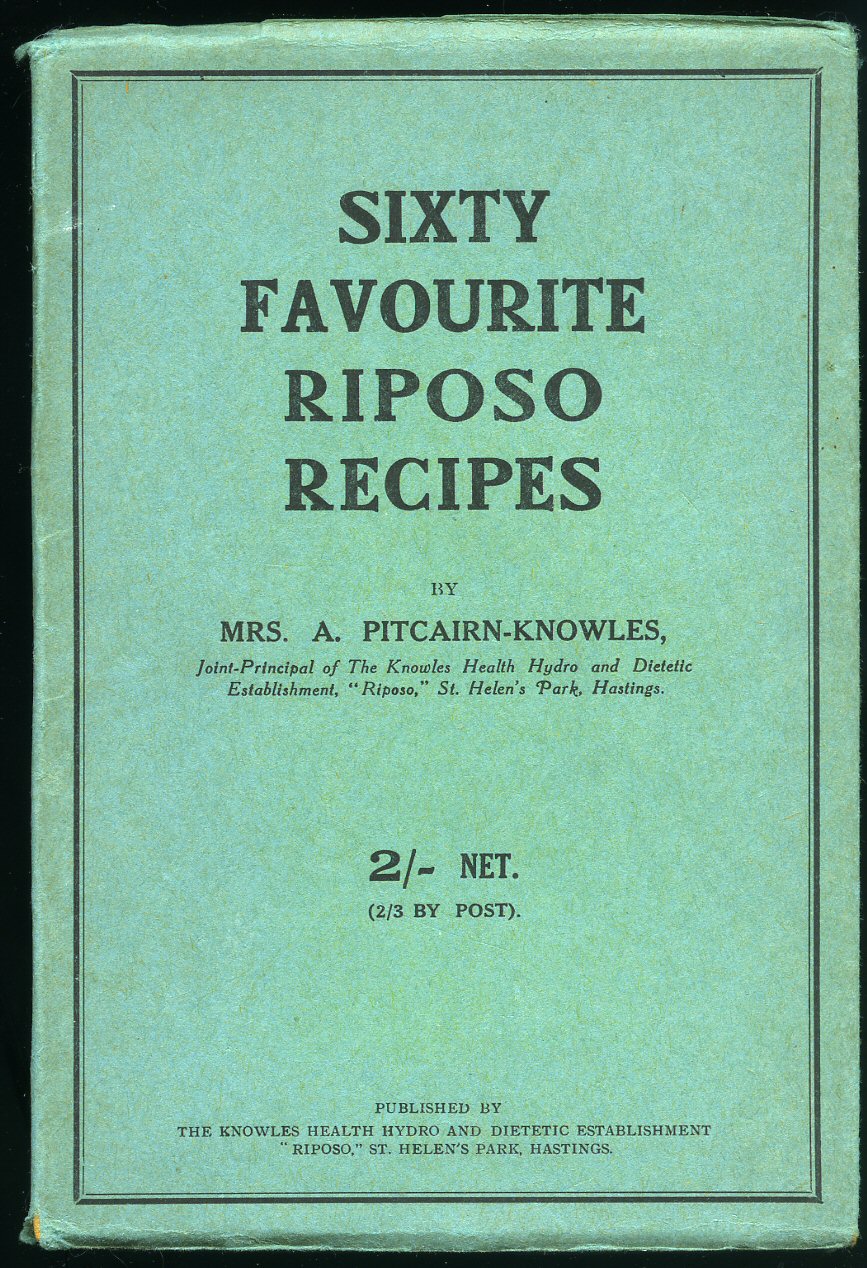 SIXTY
FAVOURITE
RIPOSO
RECIPES
BY
MRS. A. PITCAIRN-KNOWLES,
Joint-Principal of The Knowles Health Hydro and Dietetic
Establishment, "Riposo," St. Helen's Park, Hastings.
2/- NET.
(2/3 BY POST).
PUBLISHED BY
THE KNOWLES HEALTH HYDRO AND DIETETIC ESTABLISHMENT
"RIPOSO," ST. HELEN'S PARK, HASTINGS.